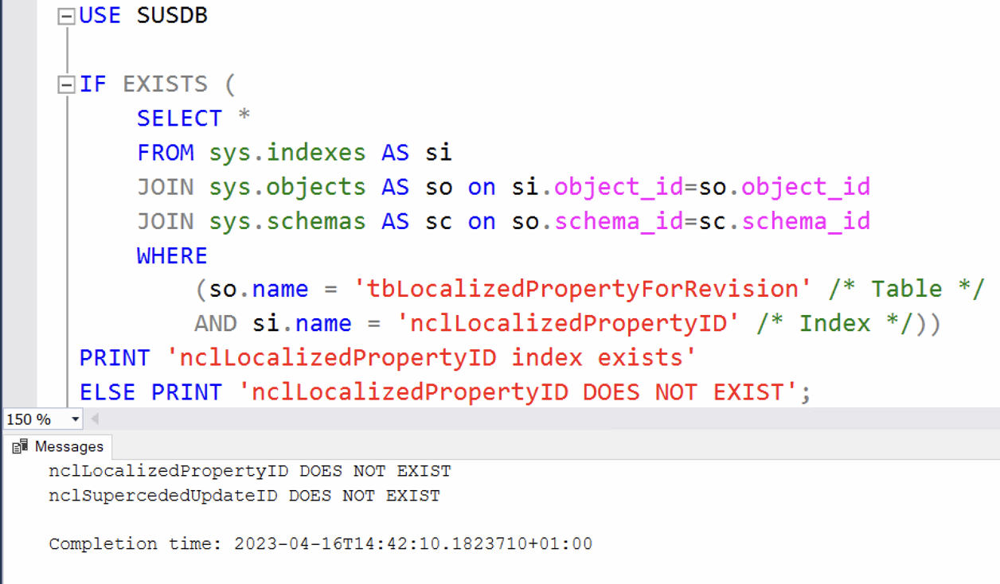 USE SUSDB
IF EXISTS (
SELECT *
FROM sys.indexes AS si
JOIN sys.objects AS so on si.object_id=so.object_id
JOIN sys.schemas AS sc on so.schema_id=sc.schema_id
WHERE
(so.name = 'tbLocalizedPropertyForRevision' /* Table */
AND si.name = 'nclLocalizedPropertyID' /* Index */))
PRINT 'nclLocalizedPropertyID index exists'
ELSE PRINT 'nclLocalizedPropertyID DOES NOT EXIST';
150 %
Messages
nclLocalizedPropertyID DOES NOT EXIST
nclSupercededUpdateID DOES NOT EXIST
Completion time: 2023-04-16T14:42:10.1823710+01:00